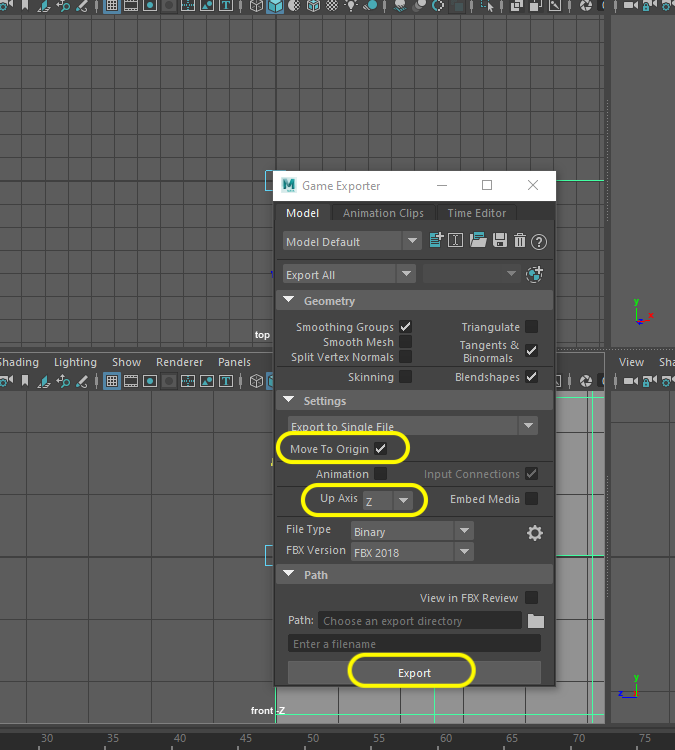 Game Exporter
Model Animation Clips Time Editor
Model Default
Export All
Geometry
Smoothing Groups Triangulate
Smooth Mesh Tangents &
Split Vertex Normals Binormals
Skinning Blendshapes
top
y
x
z
Shading Lighting Show Renderer Panels View Sha
Settings
Export to Single File
Move To Origin
Animation Input Connections
Up Axis Z Embed Media
File Type Binary
FBX Version FBX 2018
Path
View in FBX Review
Path: Choose an export directory
Enter a filename
Export
y
z
front -Z
30 35 40 45 50 55 60 65 70 75